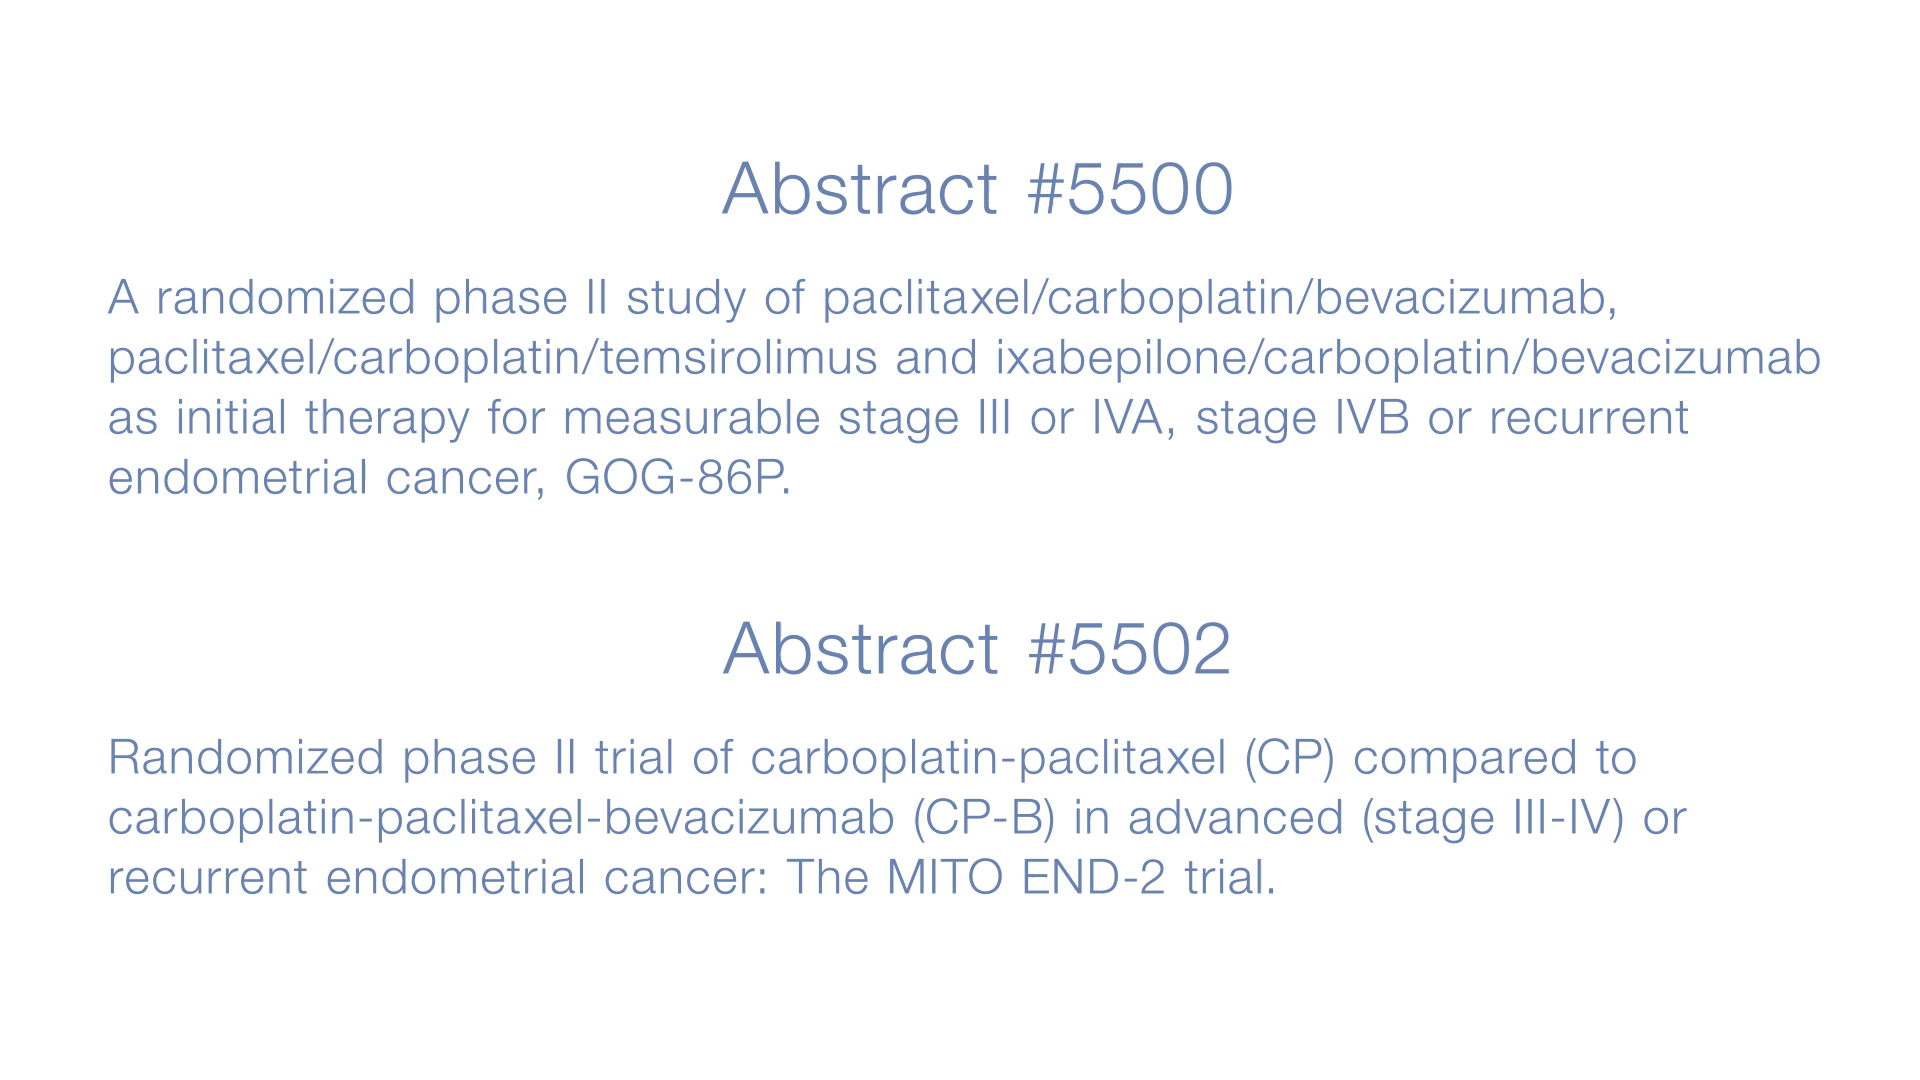 Abstract #5500
A randomized phase II study of paclitaxel/carboplatin/bevacizumab,
paclitaxel/carboplatin/temsirolimus and ixabepilone/carboplatin/bevacizumab
as initial therapy for measurable stage III or IVA, stage IVB or recurrent
endometrial cancer, GOG-86P.
Abstract #5502
Randomized phase II trial of carboplatin-paclitaxel (CP) compared to
carboplatin-paclitaxel-bevacizumab (CP-B) in advanced (stage III-IV) or
recurrent endometrial cancer: The MITO END-2 trial.